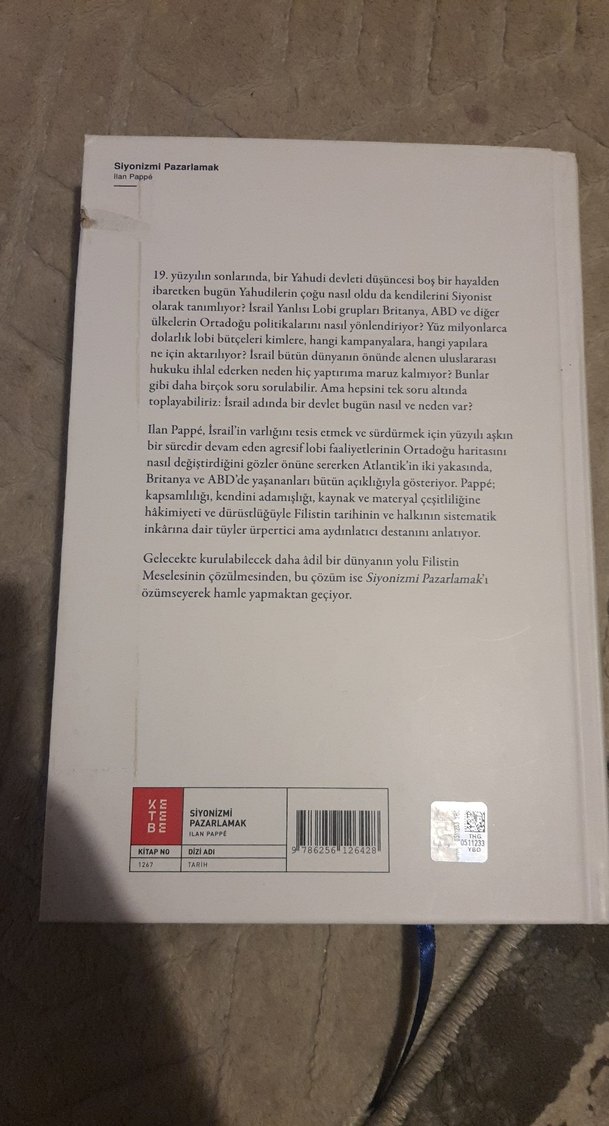 Siyonizmi Pazarlamak
Ilan Pappé
19. yüzyılın sonlarında, bir Yahudi devleti düşüncesi boş bir hayalden
ibaretken bugün Yahudilerin çoğu nasıl oldu da kendilerini Siyonist
olarak tanımlıyor? İsrail Yanlısı Lobi grupları Britanya, ABD ve diğer
ülkelerin Ortadoğu politikalarını nasıl yönlendiriyor? Yüz milyonlarca
dolarlık lobi bütçeleri kimlere, hangi kampanyalara, hangi yapılara
ne için aktarılıyor? İsrail bütün dünyanın önünde alenen uluslararası
hukuku ihlal ederken neden hiç yaptırıma maruz kalmıyor? Bunlar
gibi daha birçok soru sorulabilir. Ama hepsini tek soru altında
toplayabiliriz: İsrail adında bir devlet bugün nasıl ve neden var?
Ilan Pappé, İsrail'in varlığını tesis etmek ve sürdürmek için yüzyılı aşkın
bir süredir devam eden agresif lobi faaliyetlerinin Ortadoğu haritasını
nasıl değiştirdiğini gözler önüne sererken Atlantik'in iki yakasında,
Britanya ve ABD'de yaşananları bütün açıklığıyla gösteriyor. Pappé;
kapsamlılığı, kendini adamışlığı, kaynak ve materyal çeşitliliğine
hâkimiyeti ve dürüstlüğüyle Filistin tarihinin ve halkının sistematik
inkârına dair tüyler ürpertici ama aydınlatıcı destanını anlatıyor.
Gelecekte kurulabilecek daha âdil bir dünyanın yolu Filistin
Meselesinin çözülmesinden, bu çözüm ise Siyonizmi Pazarlamak'ı
özümseyerek hamle yapmaktan geçiyor.
KETEBE
SİYONİZMİ
PAZARLAMAK
ILAN PAPPÉ
KİTAP NO DİZİ ADI
1267 TARİH
9 786256 126428
THG
0511233
YBO